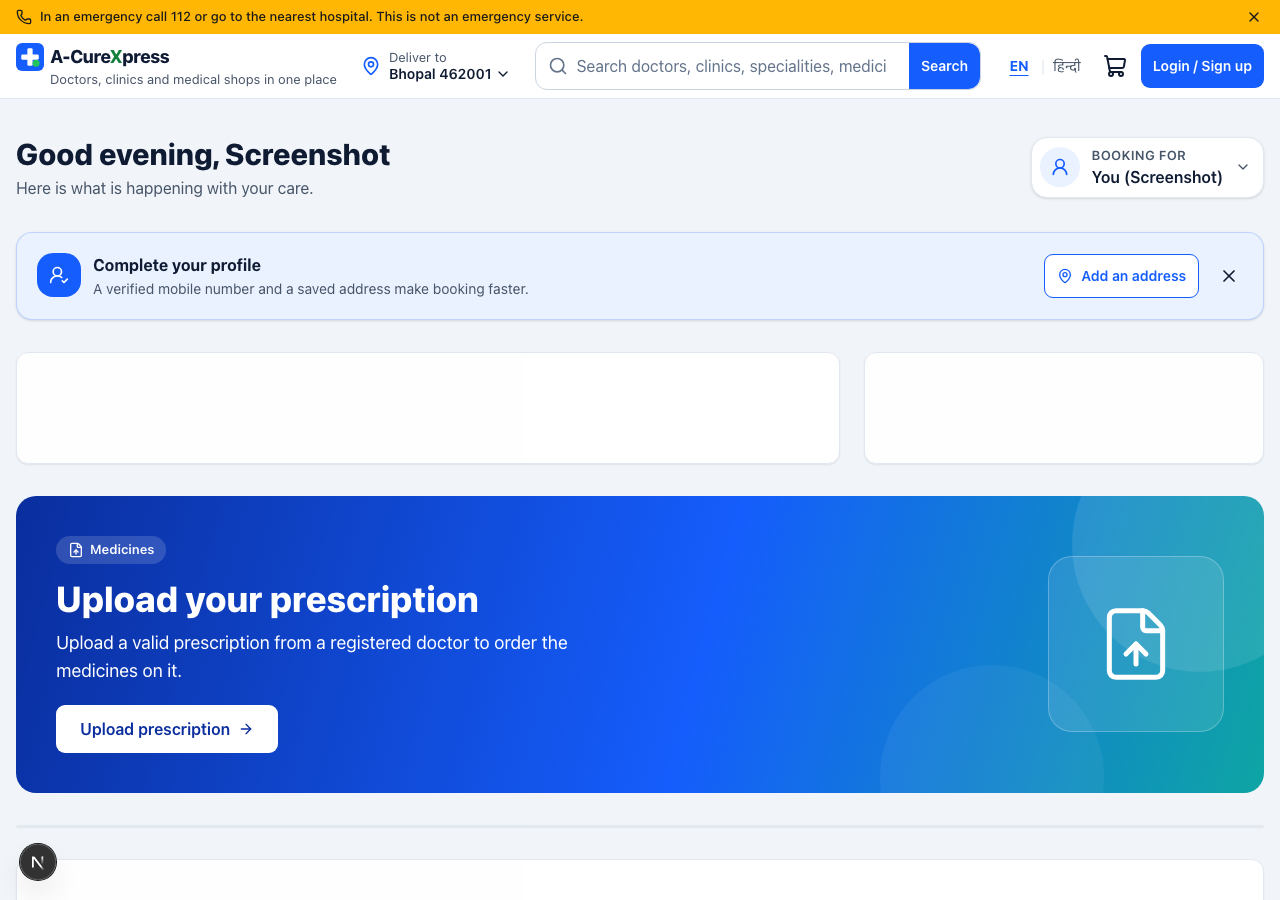 In an emergency call 112 or go to the nearest hospital. This is not an emergency service.
A-CureXpress
Doctors, clinics and medical shops in one place
Deliver to
Bhopal 462001
Search doctors, clinics, specialities, medici
Search
EN
हिन्दी
Login / Sign up
Good evening, Screenshot
Here is what is happening with your care.
BOOKING FOR
You (Screenshot)
Complete your profile
A verified mobile number and a saved address make booking faster.
Add an address
Medicines
Upload your prescription
Upload a valid prescription from a registered doctor to order the
medicines on it.
Upload prescription
N